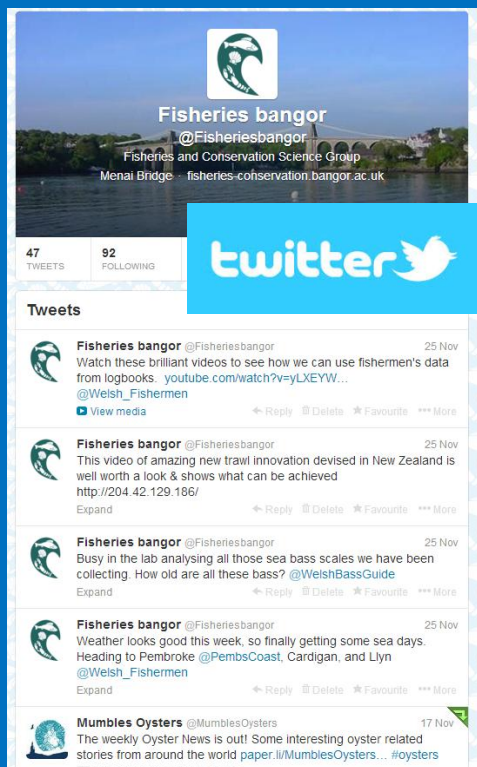 Fisheries bangor
@Fisheriesbangor
Fisheries and Conservation Science Group
Menai Bridge · fisheries-conservation.bangor.ac.uk
47
TWEETS
92
FOLLOWING
twitter
Tweets
Fisheries bangor @Fisheriesbangor 25 Nov
Watch these brilliant videos to see how we can use fishermen's data
from logbooks. youtube.com/watch?v=yLXEYW…
@Welsh_Fishermen
View media Reply Delete Favourite More
Fisheries bangor @Fisheriesbangor 25 Nov
This video of amazing new trawl innovation devised in New Zealand is
well worth a look & shows what can be achieved
http://204.42.129.186/
Expand Reply Delete Favourite More
Fisheries bangor @Fisheriesbangor 25 Nov
Busy in the lab analysing all those sea bass scales we have been
collecting. How old are all these bass? @WelshBassGuide
Expand Reply Delete Favourite More
Fisheries bangor @Fisheriesbangor 25 Nov
Weather looks good this week, so finally getting some sea days.
Heading to Pembroke @PembsCoast, Cardigan, and Llyn
@Welsh_Fishermen
Expand Reply Delete Favourite More
Mumbles Oysters @MumblesOysters 17 Nov
The weekly Oyster News is out! Some interesting oyster related
stories from around the world paper.li/MumblesOysters… #oysters